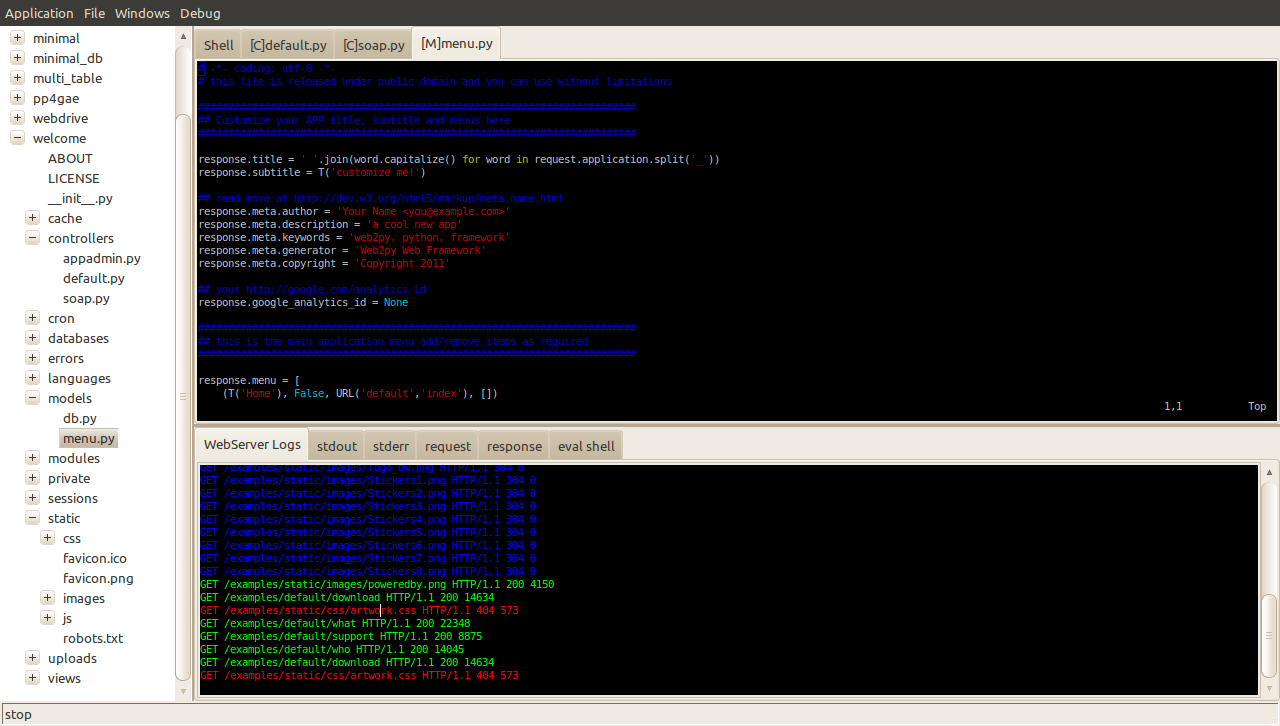 Application File Windows Debug
minimal
minimal_db
multi_table
pp4gae
webdrive
welcome
ABOUT
LICENSE
__init__.py
cache
controllers
appadmin.py
default.py
soap.py
cron
databases
errors
languages
models
db.py
menu.py
modules
private
sessions
static
css
favicon.ico
favicon.png
images
js
robots.txt
uploads
views
Shell [C]default.py [C]soap.py [M]menu.py
# -*- coding: utf-8 -*-
# this file is released under public domain and you can use without limitations
#########################################################################
## Customize your APP title, subtitle and menus here
#########################################################################
response.title = ' '.join(word.capitalize() for word in request.application.split('_'))
response.subtitle = T('customize me!')
## read more at http://dev.w3.org/html5/markup/meta.name.html
response.meta.author = 'Your Name <you@example.com>'
response.meta.description = 'a cool new app'
response.meta.keywords = 'web2py, python, framework'
response.meta.generator = 'Web2py Web Framework'
response.meta.copyright = 'Copyright 2011'
## your http://google.com/analytics id
response.google_analytics_id = None
#########################################################################
## this is the main application menu add/remove items as required
#########################################################################
response.menu = [
(T('Home'), False, URL('default','index'), [])
1,1 Top
WebServer Logs stdout stderr request response eval shell
GET /examples/static/images/logo_bw.png HTTP/1.1 304 0
GET /examples/static/images/Stickers1.png HTTP/1.1 304 0
GET /examples/static/images/Stickers2.png HTTP/1.1 304 0
GET /examples/static/images/Stickers3.png HTTP/1.1 304 0
GET /examples/static/images/Stickers4.png HTTP/1.1 304 0
GET /examples/static/images/Stickers5.png HTTP/1.1 304 0
GET /examples/static/images/Stickers6.png HTTP/1.1 304 0
GET /examples/static/images/Stickers7.png HTTP/1.1 304 0
GET /examples/static/images/Stickers8.png HTTP/1.1 304 0
GET /examples/static/images/poweredby.png HTTP/1.1 200 4150
GET /examples/default/download HTTP/1.1 200 14634
GET /examples/static/css/artwork.css HTTP/1.1 404 573
GET /examples/default/what HTTP/1.1 200 22348
GET /examples/default/support HTTP/1.1 200 8875
GET /examples/default/who HTTP/1.1 200 14045
GET /examples/default/download HTTP/1.1 200 14634
GET /examples/static/css/artwork.css HTTP/1.1 404 573
stop